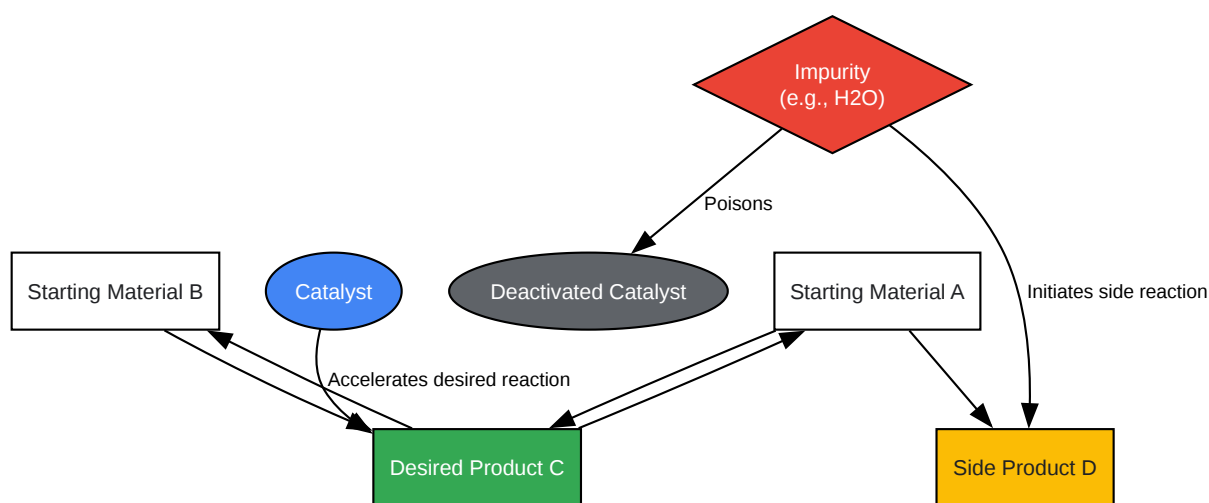 Impurity
(e.g., H2O)
Poisons
Starting Material B
Catalyst
Deactivated Catalyst
Starting Material A
Initiates side reaction
Accelerates desired reaction
Desired Product C
Side Product D